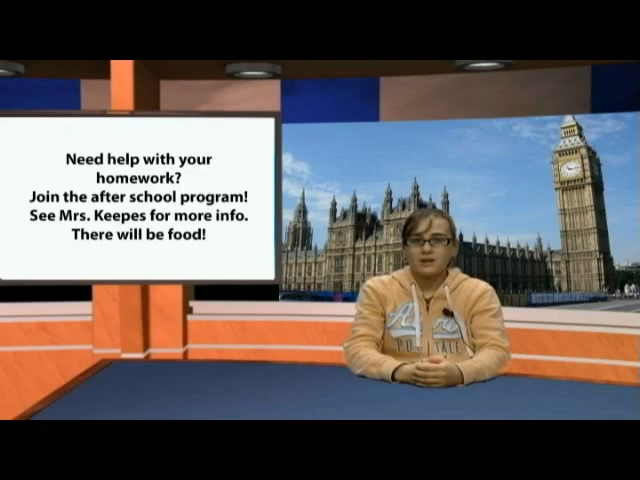 Need help with your
homework?
Join the after school program!
See Mrs. Keepes for more info.
There will be food!